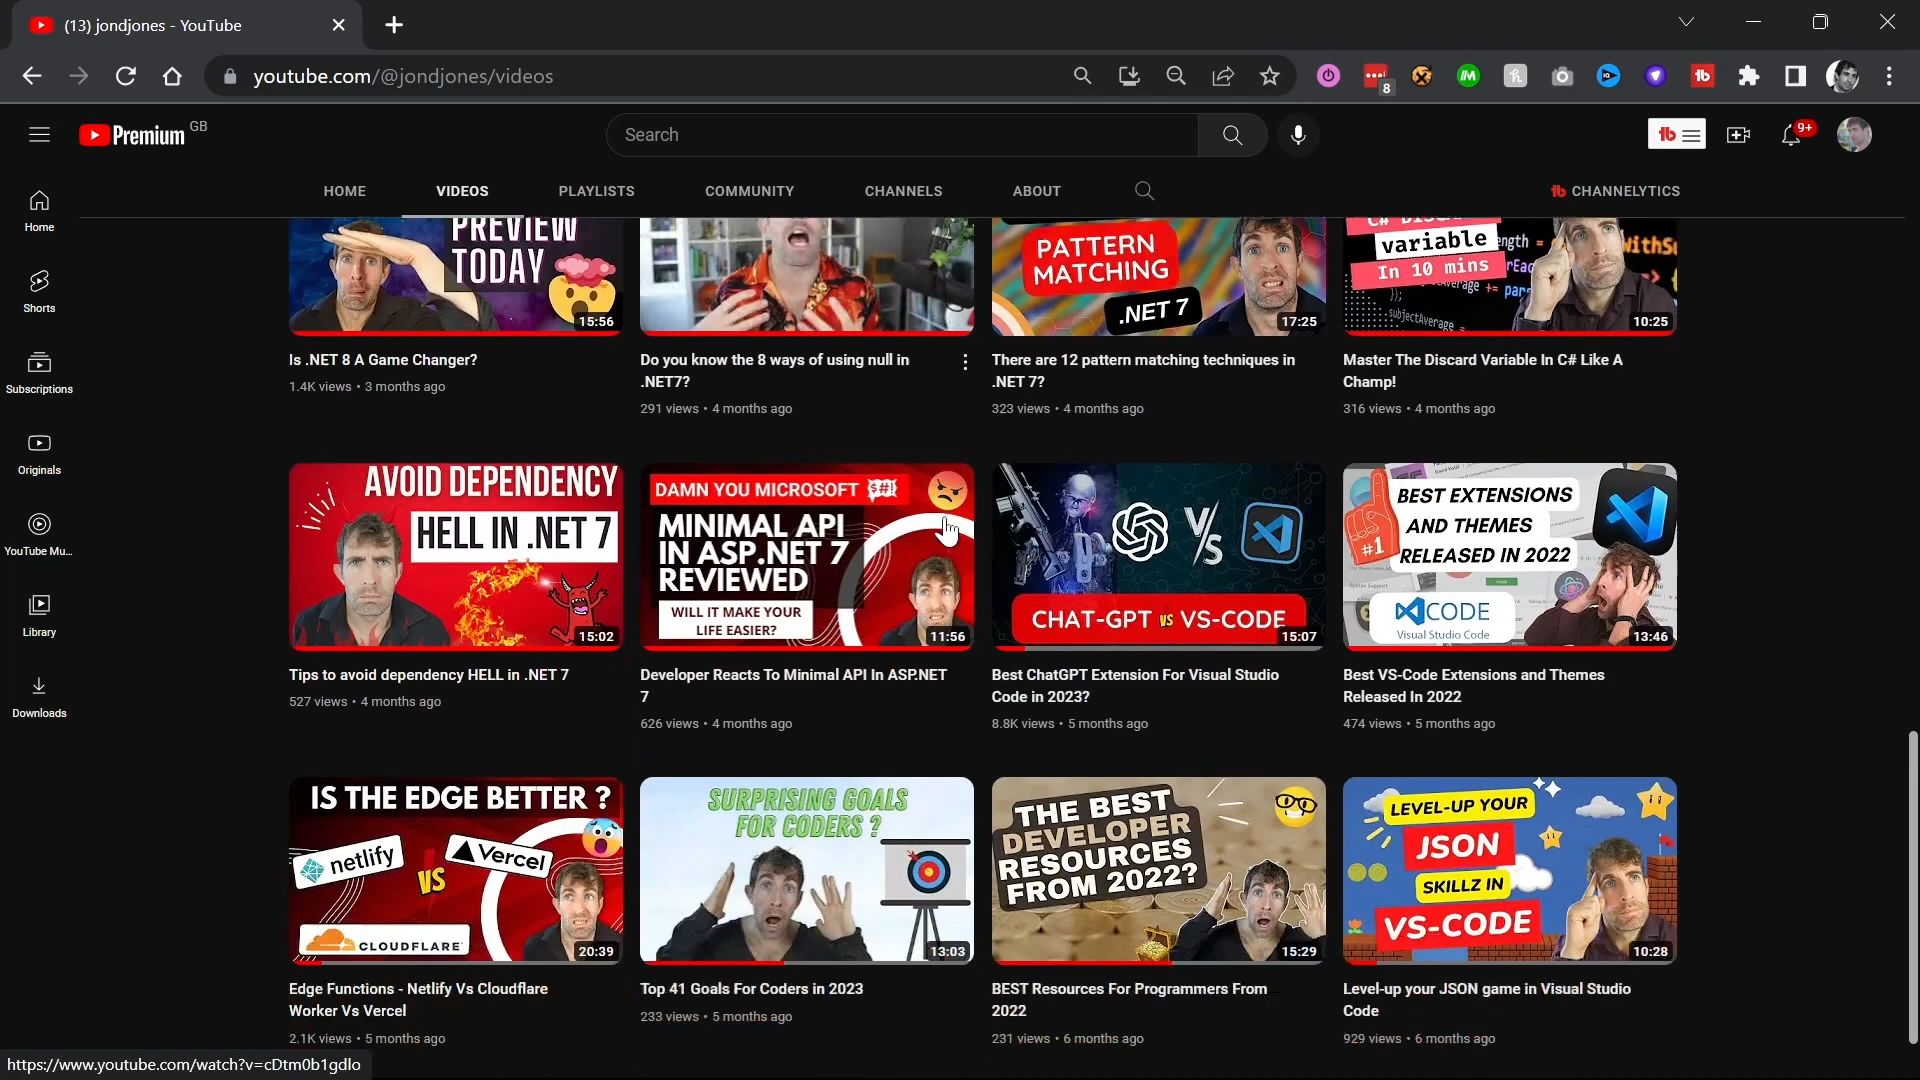 (13) jondjones - YouTube
youtube.com/@jondjones/videos
8
Premium GB
Search
9+
HOME
VIDEOS
PLAYLISTS
COMMUNITY
CHANNELS
ABOUT
CHANNELYTICS
Home
Shorts
Subscriptions
Originals
YouTube Mu...
Library
Downloads
PREVIEW
TODAY
15:56
Is .NET 8 A Game Changer?
1.4K views • 3 months ago
Do you know the 8 ways of using null in
.NET7?
291 views • 4 months ago
PATTERN
MATCHING
.NET 7
17:25
There are 12 pattern matching techniques in
.NET 7?
323 views • 4 months ago
variable
In 10 mins
subjectAverage =
10:25
Master The Discard Variable In C# Like A
Champ!
316 views • 4 months ago
AVOID DEPENDENCY
HELL IN .NET 7
15:02
Tips to avoid dependency HELL in .NET 7
527 views • 4 months ago
DAMN YOU MICROSOFT
MINIMAL API
IN ASP.NET 7
REVIEWED
WILL IT MAKE YOUR
LIFE EASIER?
11:56
Developer Reacts To Minimal API In ASP.NET
7
626 views • 4 months ago
V/S
CHAT-GPT VS VS-CODE
15:07
Best ChatGPT Extension For Visual Studio
Code in 2023?
8.8K views • 5 months ago
#1
BEST EXTENSIONS
AND THEMES
RELEASED IN 2022
CODE
Visual Studio Code
13:46
Best VS-Code Extensions and Themes
Released In 2022
474 views • 5 months ago
IS THE EDGE BETTER ?
netlify
VS
Vercel
CLOUDFLARE
20:39
Edge Functions - Netlify Vs Cloudflare
Worker Vs Vercel
2.1K views • 5 months ago
SURPRISING GOALS
FOR CODERS ?
13:03
Top 41 Goals For Coders in 2023
233 views • 5 months ago
THE BEST
DEVELOPER
RESOURCES
FROM 2022?
15:29
BEST Resources For Programmers From
2022
231 views • 6 months ago
LEVEL-UP YOUR
JSON
SKILLZ IN
VS-CODE
10:28
Level-up your JSON game in Visual Studio
Code
929 views • 6 months ago
https://www.youtube.com/watch?v=cDtm0b1gdlo